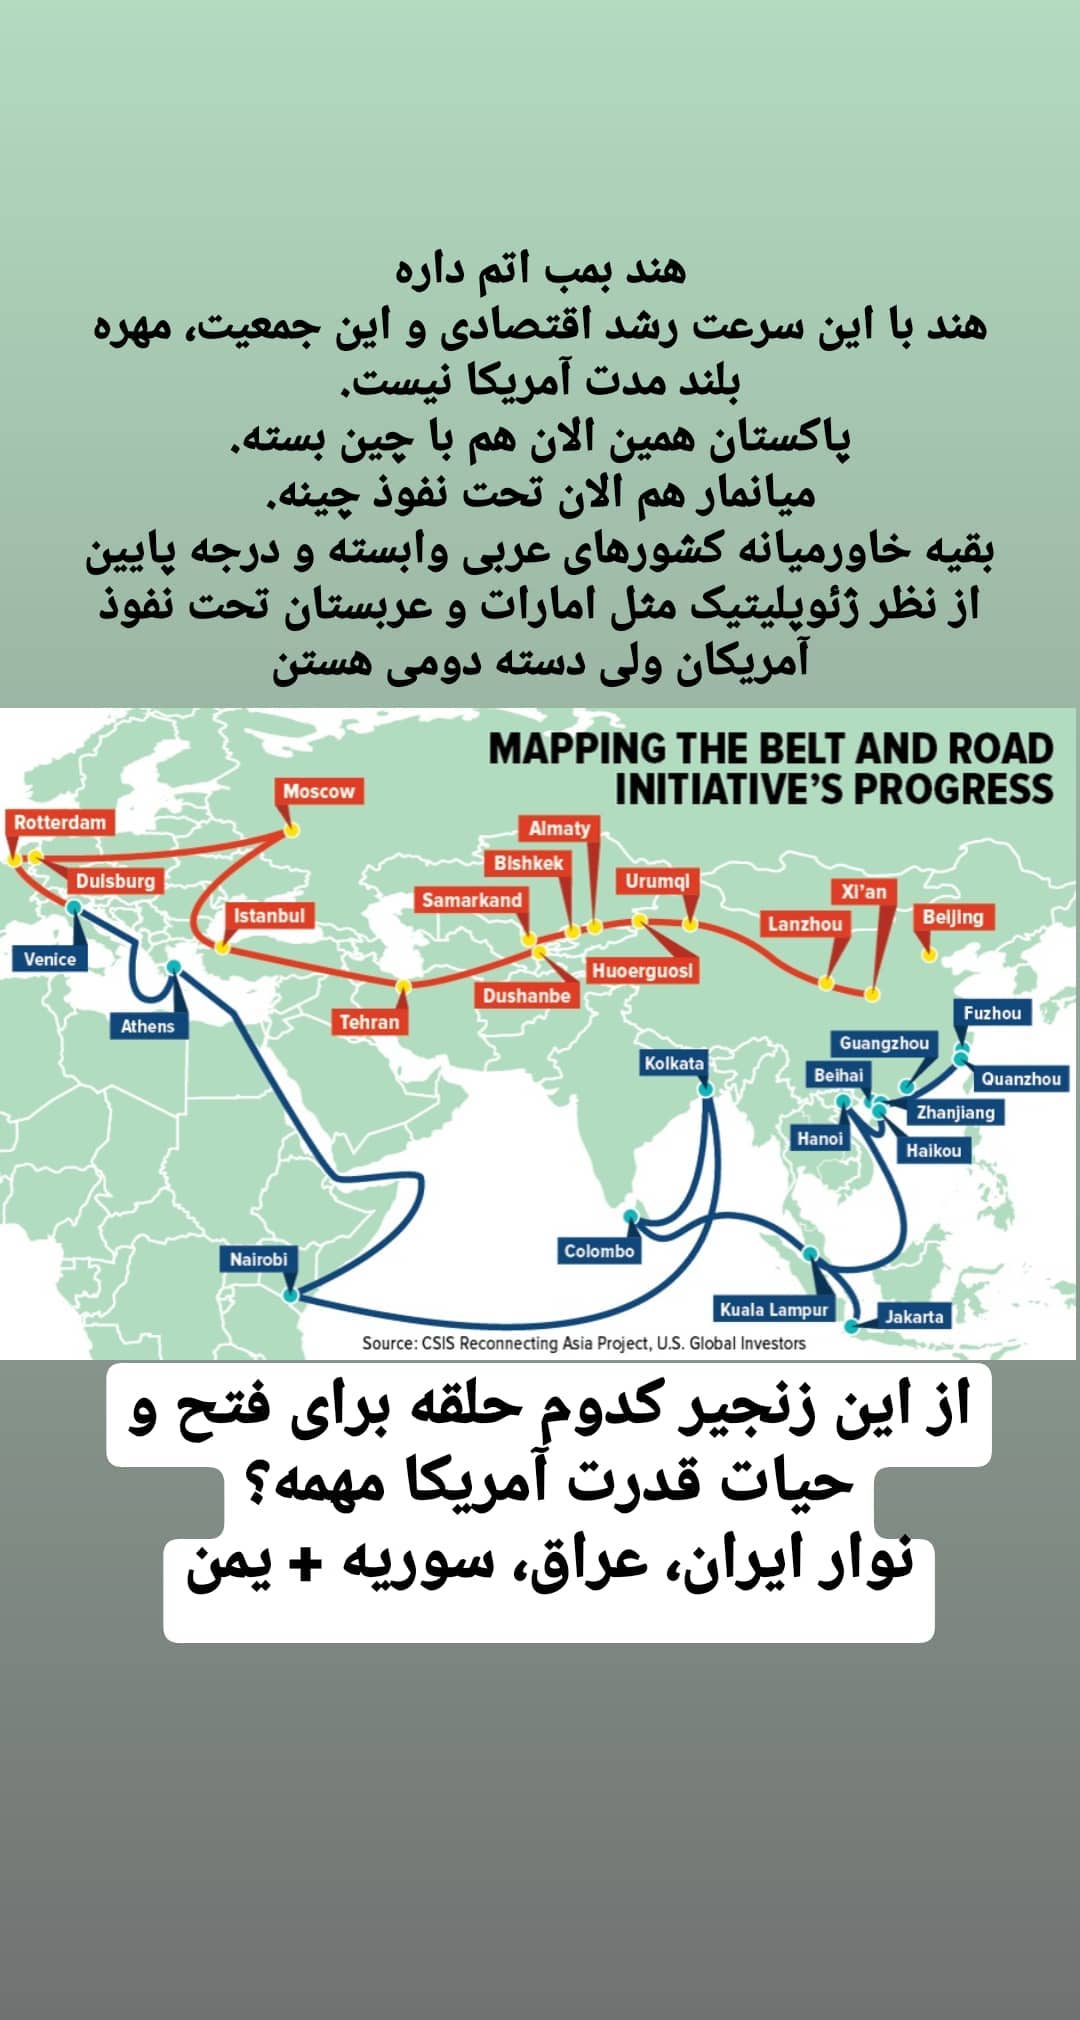 هند بمب اتم داره
هند با این سرعت رشد اقتصادی و این جمعیت، مهره
بلند مدت آمریکا نیست.
پاکستان همین الان هم با چین بسته.
میانمار هم الان تحت نفوذ چینه.
بقیه خاورمیانه کشورهای عربی وابسته و درجه پایین
از نظر ژئوپلیتیک مثل امارات و عربستان تحت نفوذ
آمریکان ولی دسته دومی هستن
MAPPING THE BELT AND ROAD
INITIATIVE'S PROGRESS
Moscow
Rotterdam
Almaty
Bishkek
Duisburg
Urumqi
Xi'an
Samarkand
Istanbul
Lanzhou
Beijing
Venice
Huoerguosi
Dushanbe
Athens
Tehran
Fuzhou
Guangzhou
Kolkata
Beihai
Quanzhou
Zhanjiang
Hanoi
Haikou
Colombo
Nairobi
Kuala Lampur
Jakarta
Source: CSIS Reconnecting Asia Project, U.S. Global Investors
از این زنجیر کدوم حلقه برای فتح و
حیات قدرت آمریکا مهمه؟
نوار ایران، عراق، سوریه + یمن